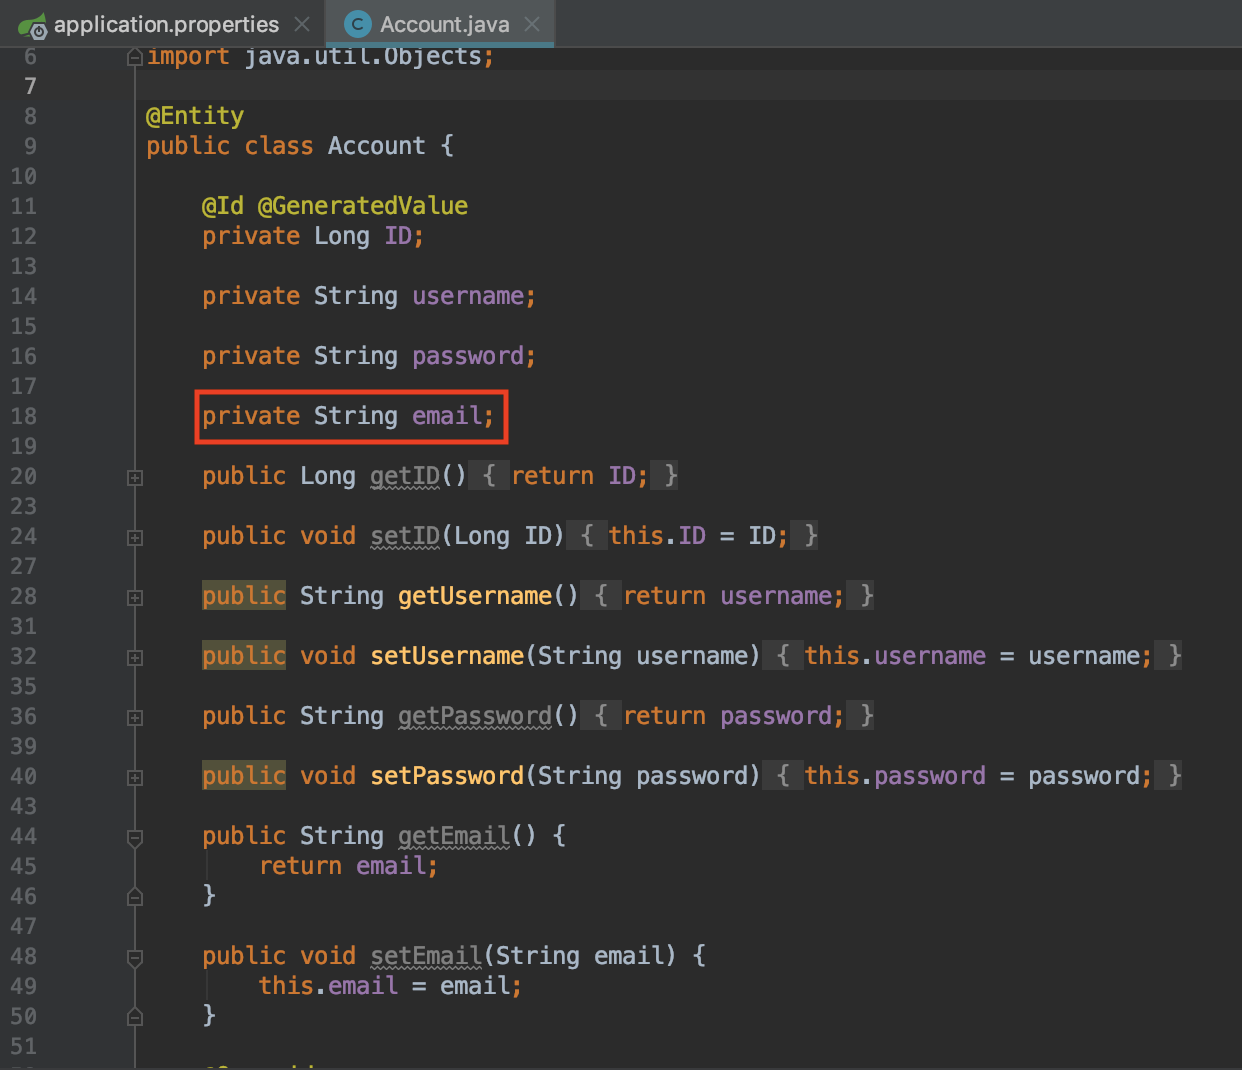 application.properties Account.java
6 import java.util.Objects;
7
8 @Entity
9 public class Account {
10
11 @Id @GeneratedValue
12 private Long ID;
13
14 private String username;
15
16 private String password;
17
18 private String email;
19
20 public Long getID() { return ID; }
23
24 public void setID(Long ID) { this.ID = ID; }
27
28 public String getUsername() { return username; }
31
32 public void setUsername(String username) { this.username = username; }
35
36 public String getPassword() { return password; }
39
40 public void setPassword(String password) { this.password = password; }
43
44 public String getEmail() {
45 return email;
46 }
47
48 public void setEmail(String email) {
49 this.email = email;
50 }
51